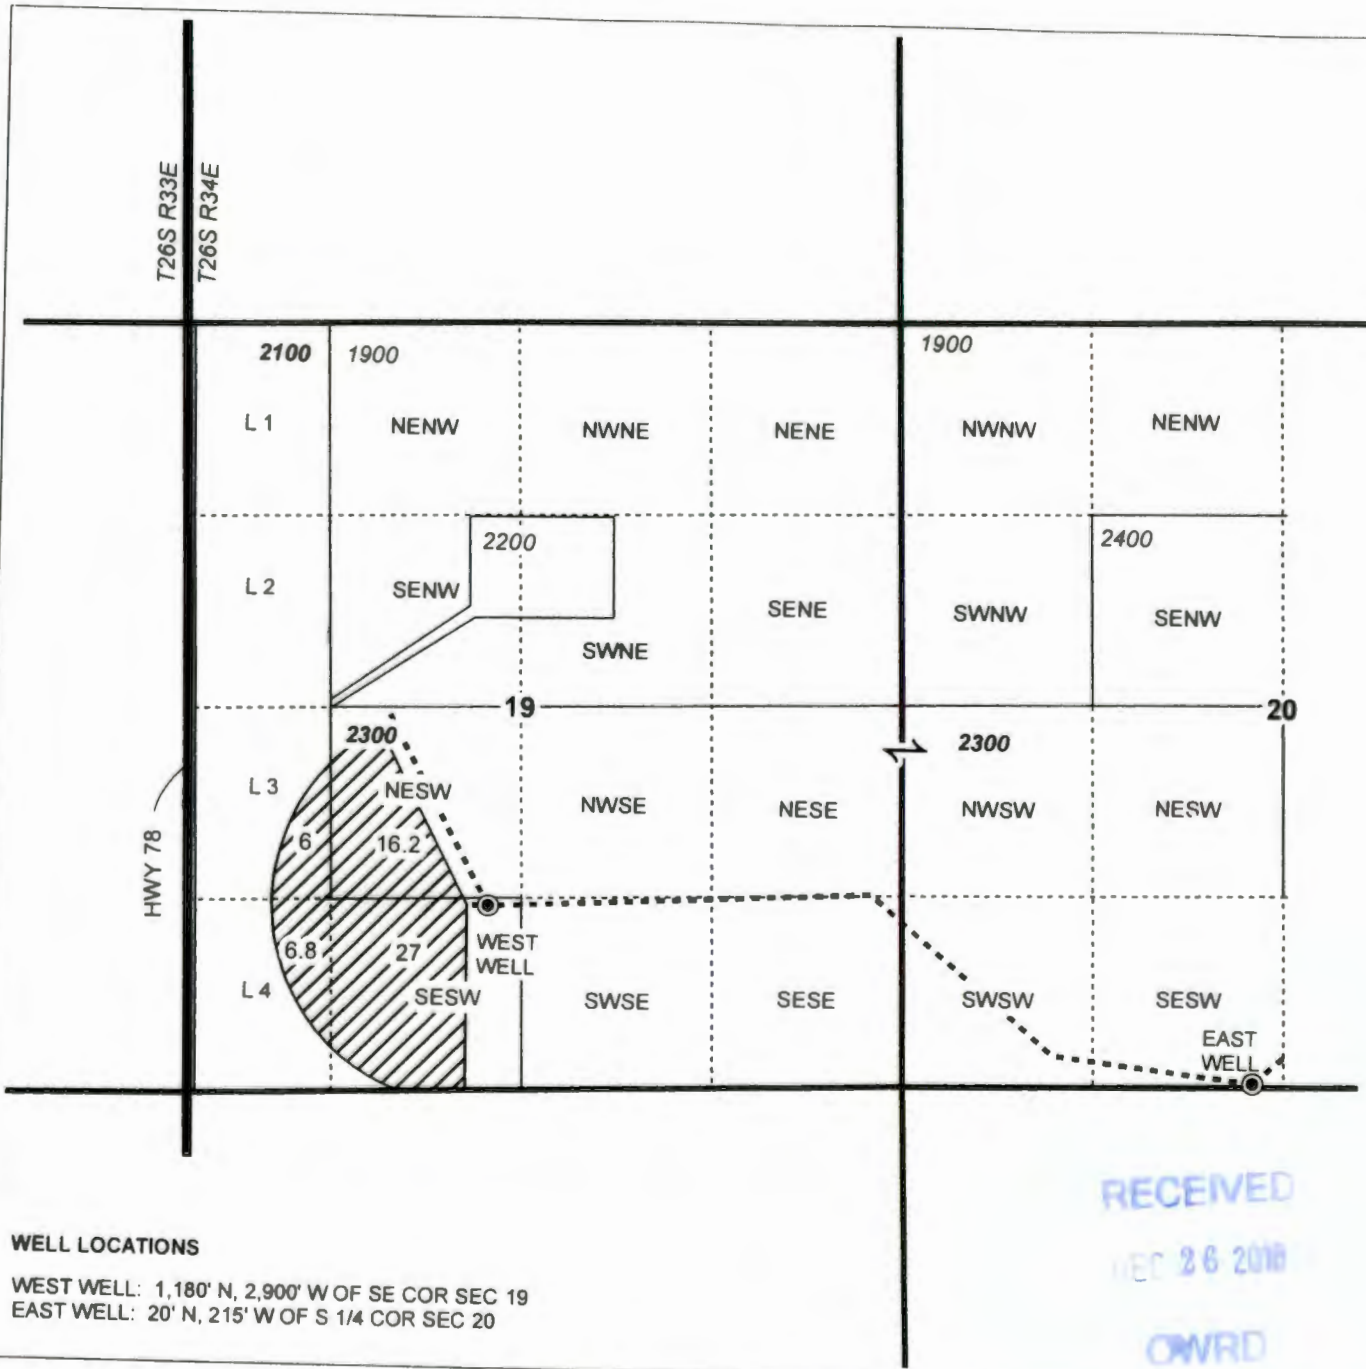 T26S R33E
T26S R34E
2100 1900 1900
L 1 NENW NWNE NENE NWNW NENW
2200 2400
L 2 SENW SENE SWNW SENW
SWNE
19 20
2300 2300
L 3 NESW NWSE NESE NWSW NESW
6 16.2
HWY 78
6.8 27 WEST
WELL
L 4 SESW SWSE SESE SWSW SESW
EAST
WELL
RECEIVED
DEC 26 2018
OWRD
WELL LOCATIONS
WEST WELL: 1,180' N, 2,900' W OF SE COR SEC 19
EAST WELL: 20' N, 215' W OF S 1/4 COR SEC 20